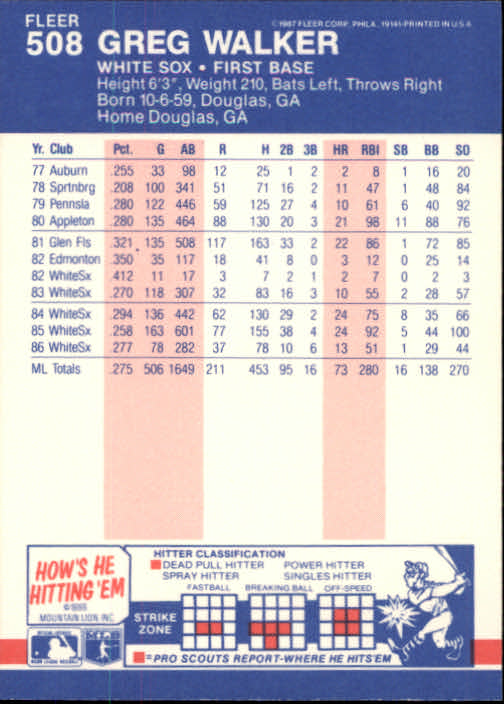 FLEER
508 GREG WALKER
©1987 FLEER CORP., PHILA. 19141-PRINTED IN U.S.A.
WHITE SOX • FIRST BASE
Height 6'3", Weight 210, Bats Left, Throws Right
Born 10-6-59, Douglas, GA
Home Douglas, GA
Yr. Club Pct. G AB R H 2B 3B HR RBI SB BB SO
77 Auburn .255 33 98 12 25 1 2 2 8 1 16 20
78 Sprtnbrg .208 100 341 51 71 16 2 11 47 1 48 84
79 Pennsla .280 122 446 59 125 27 4 10 61 6 40 92
80 Appleton .280 135 464 88 130 20 3 21 98 11 88 76
81 Glen Fls .321 135 508 117 163 33 2 22 86 1 72 85
82 Edmonton .350 35 117 18 41 8 0 3 12 0 25 14
82 WhiteSx .412 11 17 3 7 2 1 2 7 0 2 3
83 WhiteSx .270 118 307 32 83 16 3 10 55 2 28 57
84 WhiteSx .294 136 442 62 130 29 2 24 75 8 35 66
85 WhiteSx .258 163 601 77 155 38 4 24 92 5 44 100
86 WhiteSx .277 78 282 37 78 10 6 13 51 1 29 44
ML Totals .275 506 1649 211 453 95 16 73 280 16 138 270
HOW'S HE
HITTING 'EM
©1986
MOUNTAIN LION, INC.
HITTER CLASSIFICATION
DEAD PULL HITTER POWER HITTER
SPRAY HITTER SINGLES HITTER
FASTBALL BREAKING BALL OFF-SPEED
STRIKE
ZONE
=PRO SCOUTS REPORT-WHERE HE HITS'EM